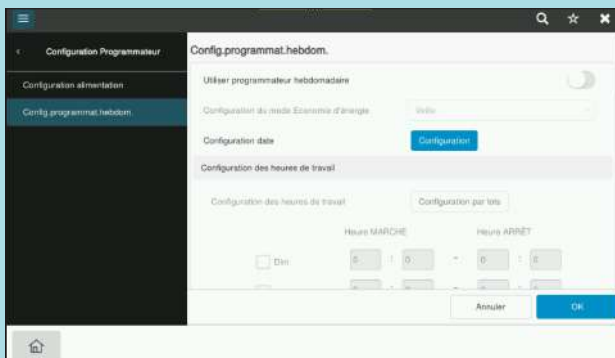 Configuration Programmateur
Configuration alimentation
Config.programmat.hebdom.
Config.programmat.hebdom.
Utiliser programmateur hebdomadaire
Configuration du mode Economie d'énergie
Veille
Configuration date
Configuration
Configuration des heures de travail
Configuration des heures de travail
Configuration par lots
Heure MARCHE
Heure ARRÊT
Dim
0 : 0 - 0 : 0
Annuler
OK